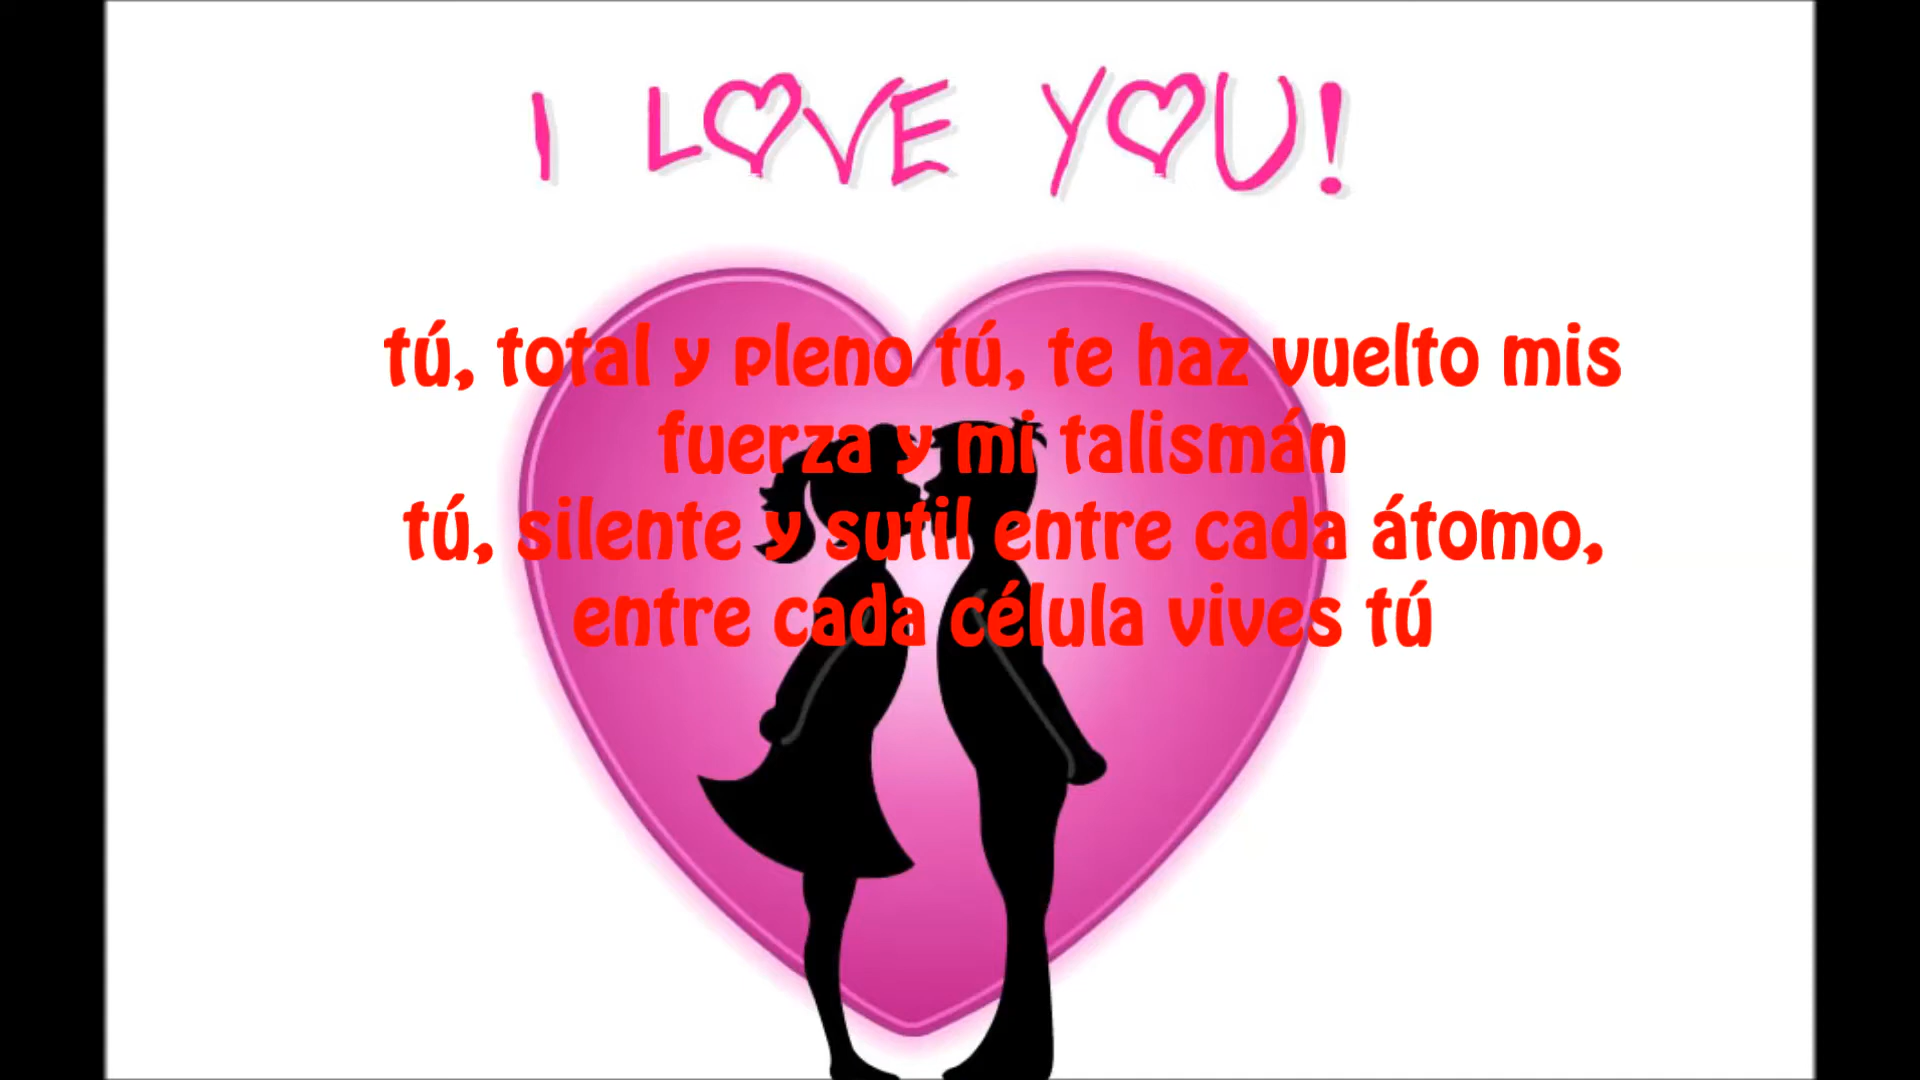 I LOVE YOU!
tú, total y pleno tú, te haz vuelto mis
fuerza y mi talismán
tú, silente y sutil entre cada átomo,
entre cada célula vives tú